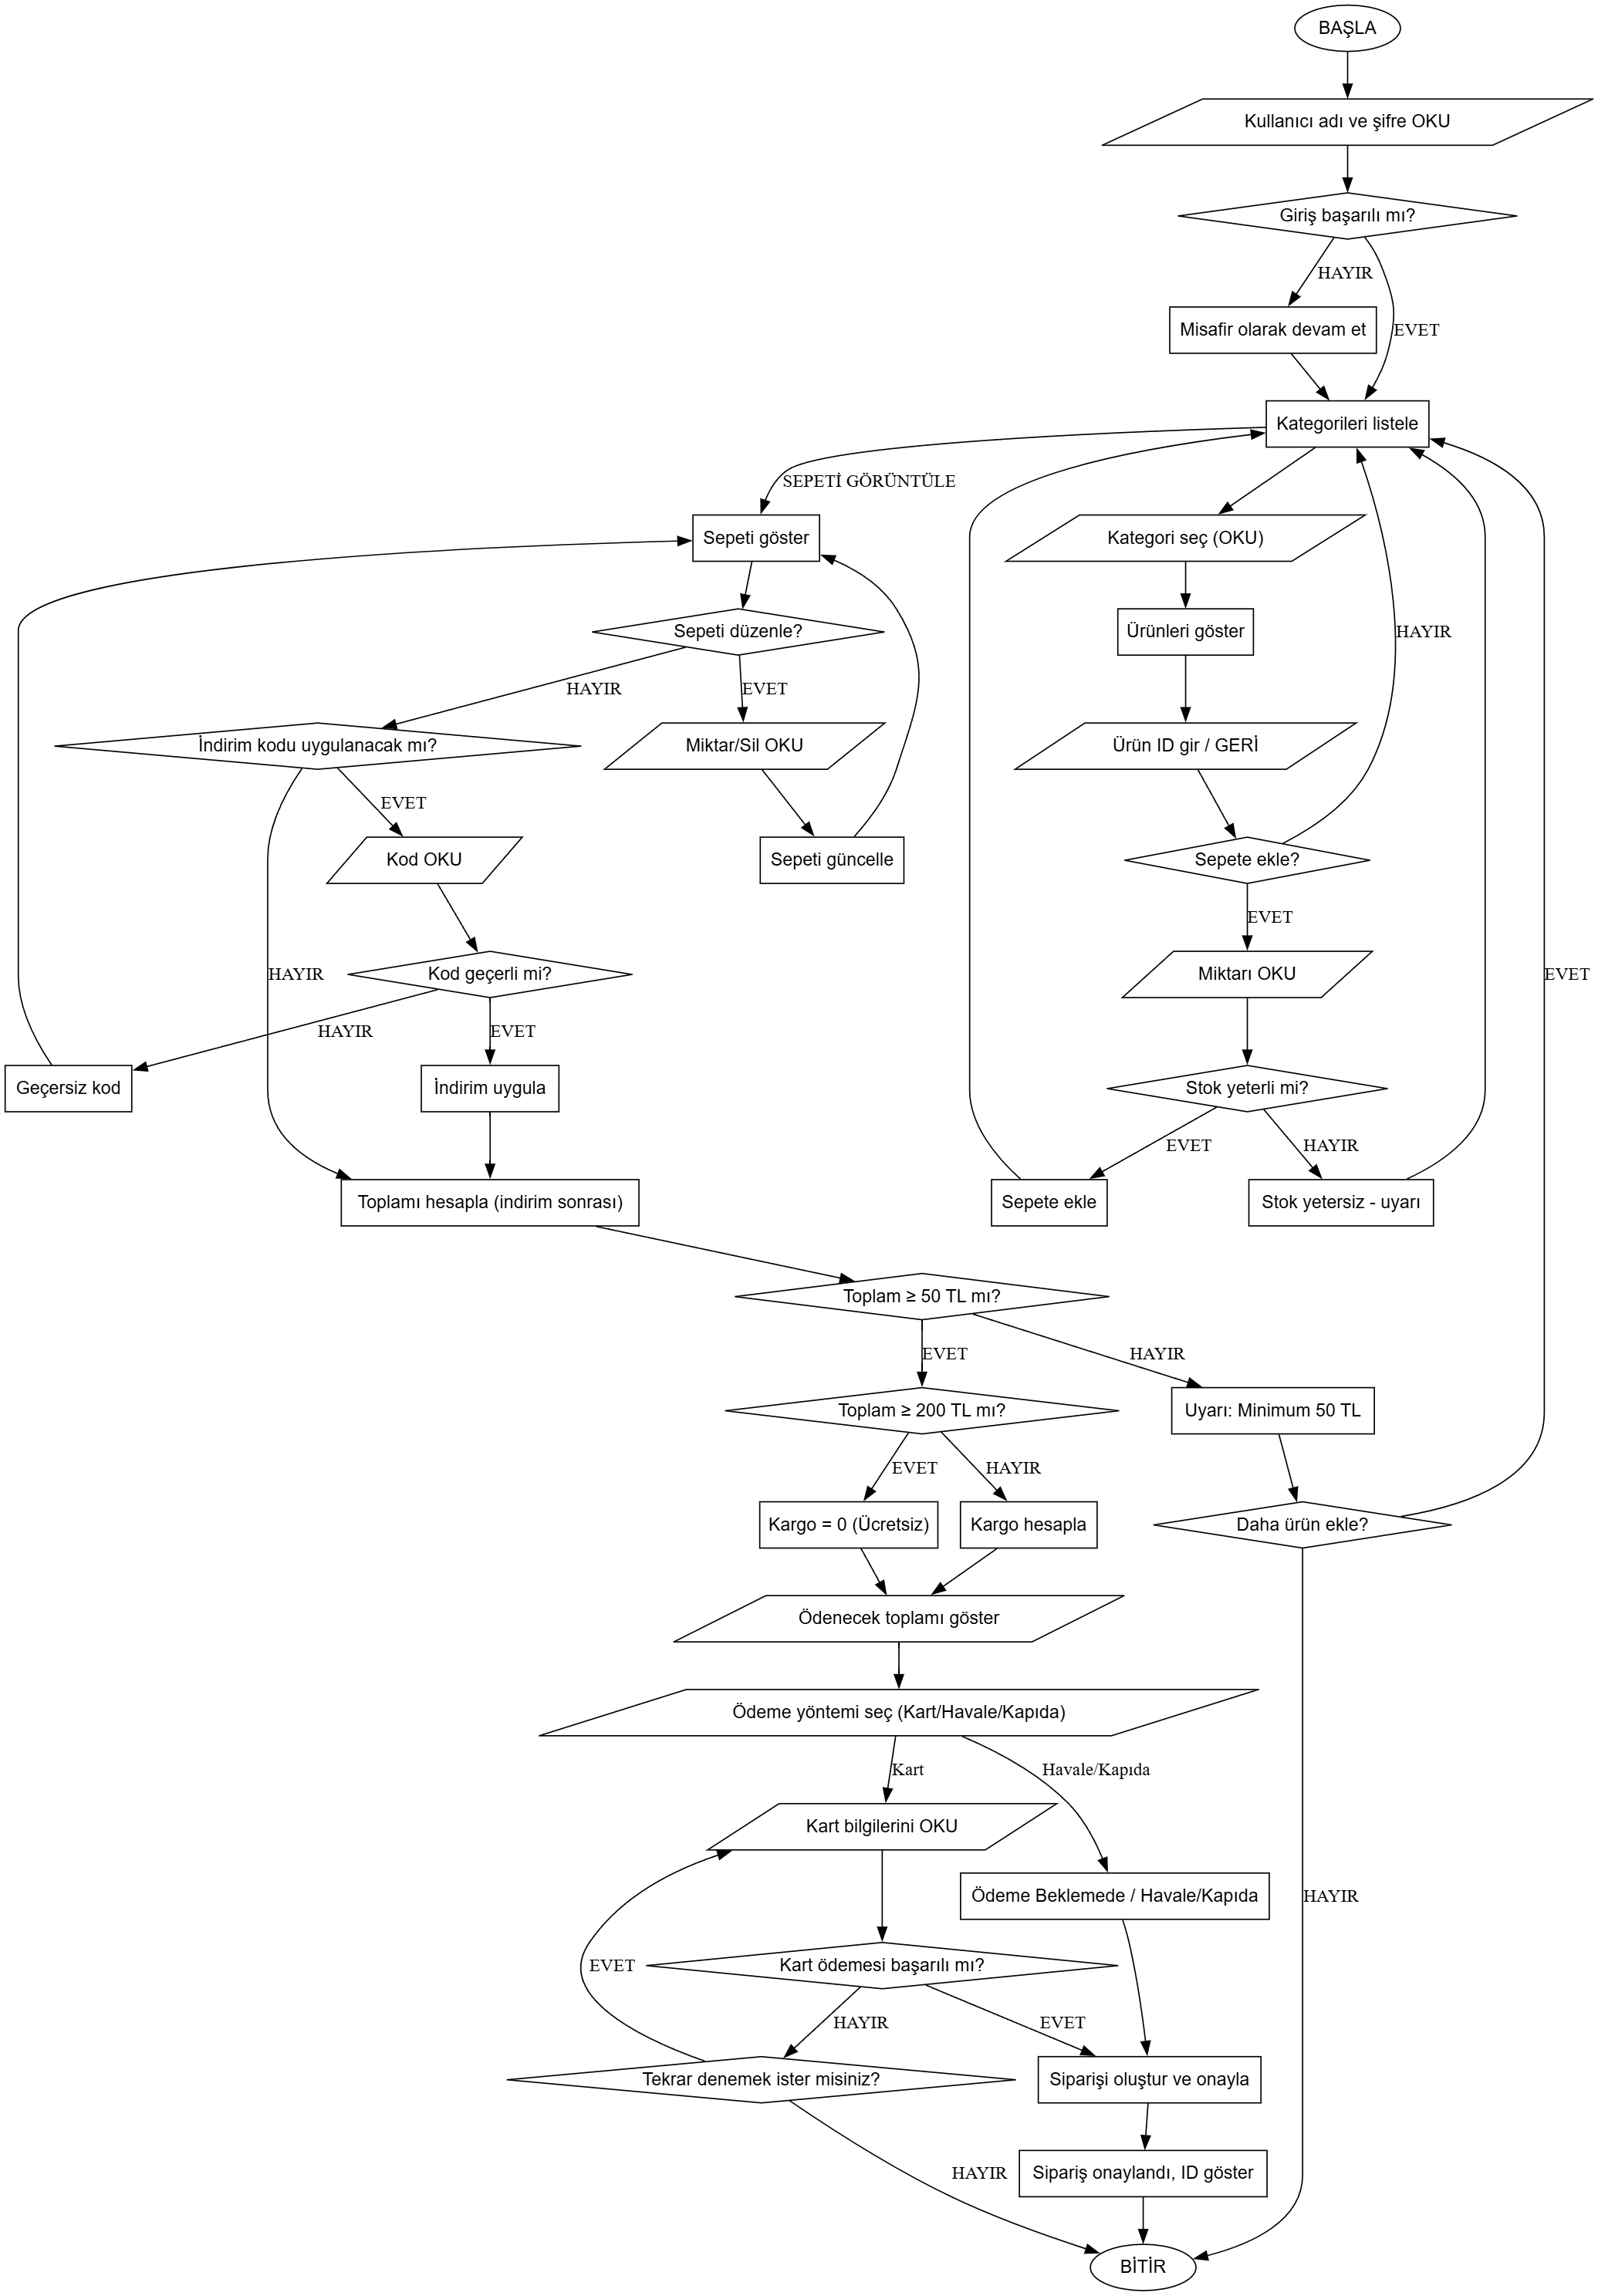 BAŞLA
Kullanıcı adı ve şifre OKU
Giriş başarılı mı?
HAYIR
Misafir olarak devam et
EVET
Kategorileri listele
SEPETİ GÖRÜNTÜLE
Sepeti göster
Kategori seç (OKU)
Sepeti düzenle?
Ürünleri göster
HAYIR
HAYIR
EVET
İndirim kodu uygulanacak mı?
Miktar/Sil OKU
Ürün ID gir / GERİ
EVET
Kod OKU
Sepeti güncelle
Sepete ekle?
EVET
HAYIR
Kod geçerli mi?
Miktarı OKU
EVET
HAYIR
EVET
Geçersiz kod
İndirim uygula
Stok yeterli mi?
EVET
HAYIR
Toplamı hesapla (indirim sonrası)
Sepete ekle
Stok yetersiz - uyarı
Toplam ≥ 50 TL mı?
EVET
HAYIR
Toplam ≥ 200 TL mı?
Uyarı: Minimum 50 TL
EVET
HAYIR
Kargo = 0 (Ücretsiz)
Kargo hesapla
Daha ürün ekle?
Ödenecek toplamı göster
Ödeme yöntemi seç (Kart/Havale/Kapıda)
Kart
Havale/Kapıda
Kart bilgilerini OKU
Ödeme Beklemede / Havale/Kapıda
HAYIR
Kart ödemesi başarılı mı?
EVET
HAYIR
EVET
Tekrar denemek ister misiniz?
Siparişi oluştur ve onayla
HAYIR
Sipariş onaylandı, ID göster
BİTİR